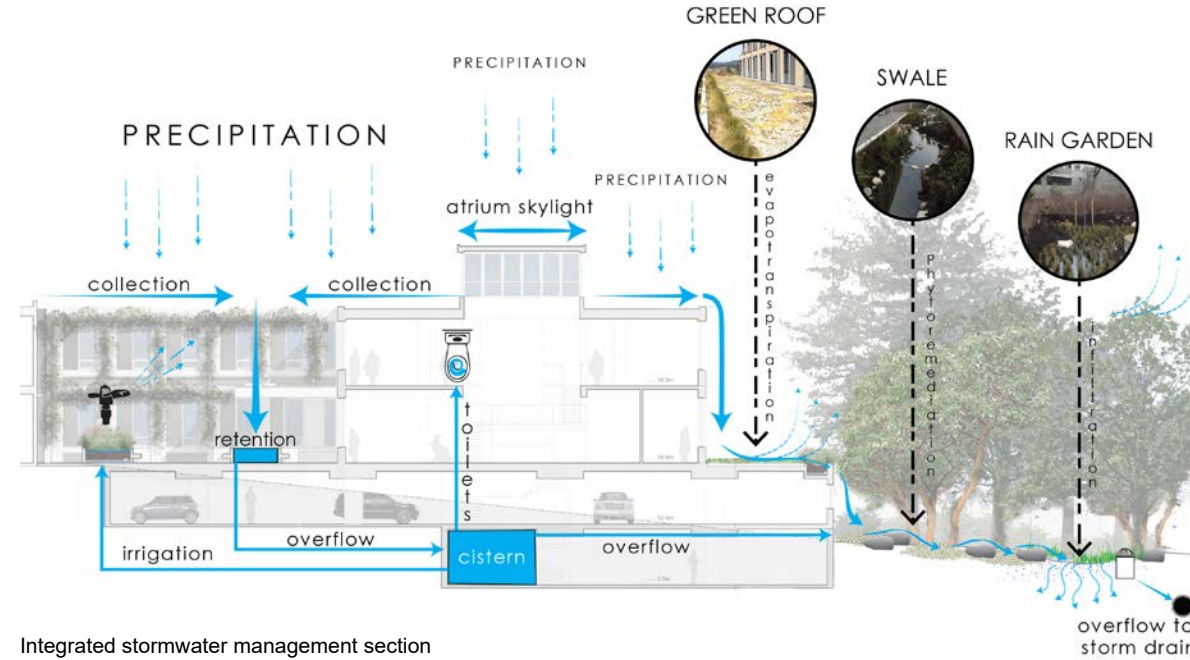 GREEN ROOF
PRECIPITATION
SWALE
PRECIPITATION
RAIN GARDEN
PRECIPITATION
atrium skylight
evapotranspiration
Phytoremediation
infiltration
collection
collection
retention
toilets
irrigation
overflow
cistern
overflow
overflow to
storm drain
Integrated stormwater management section